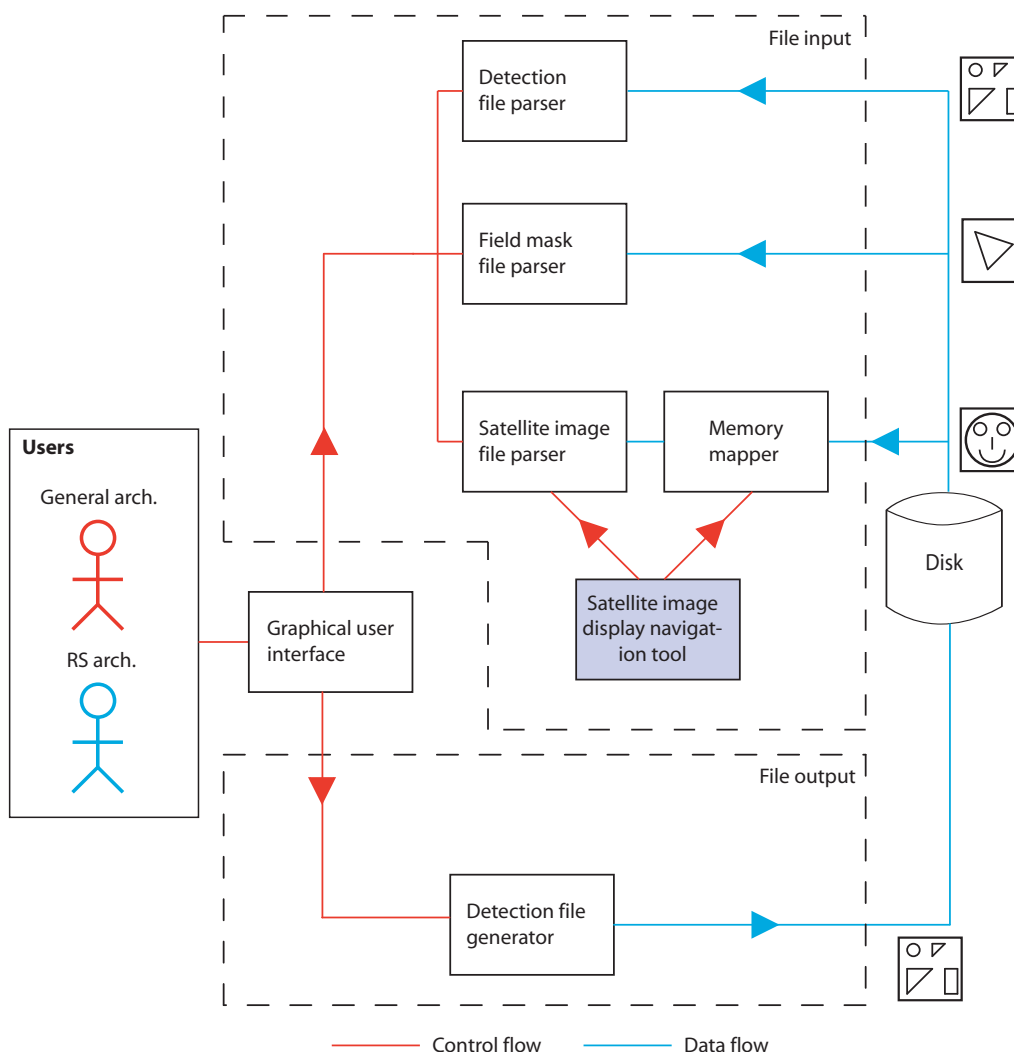 File input
Detection
file parser
Field mask
file parser
Satellite image
file parser
Memory
mapper
Users
General arch.
RS arch.
Graphical user
interface
Satellite image
display navigat-
ion tool
Disk
File output
Detection file
generator
Control flow
Data flow